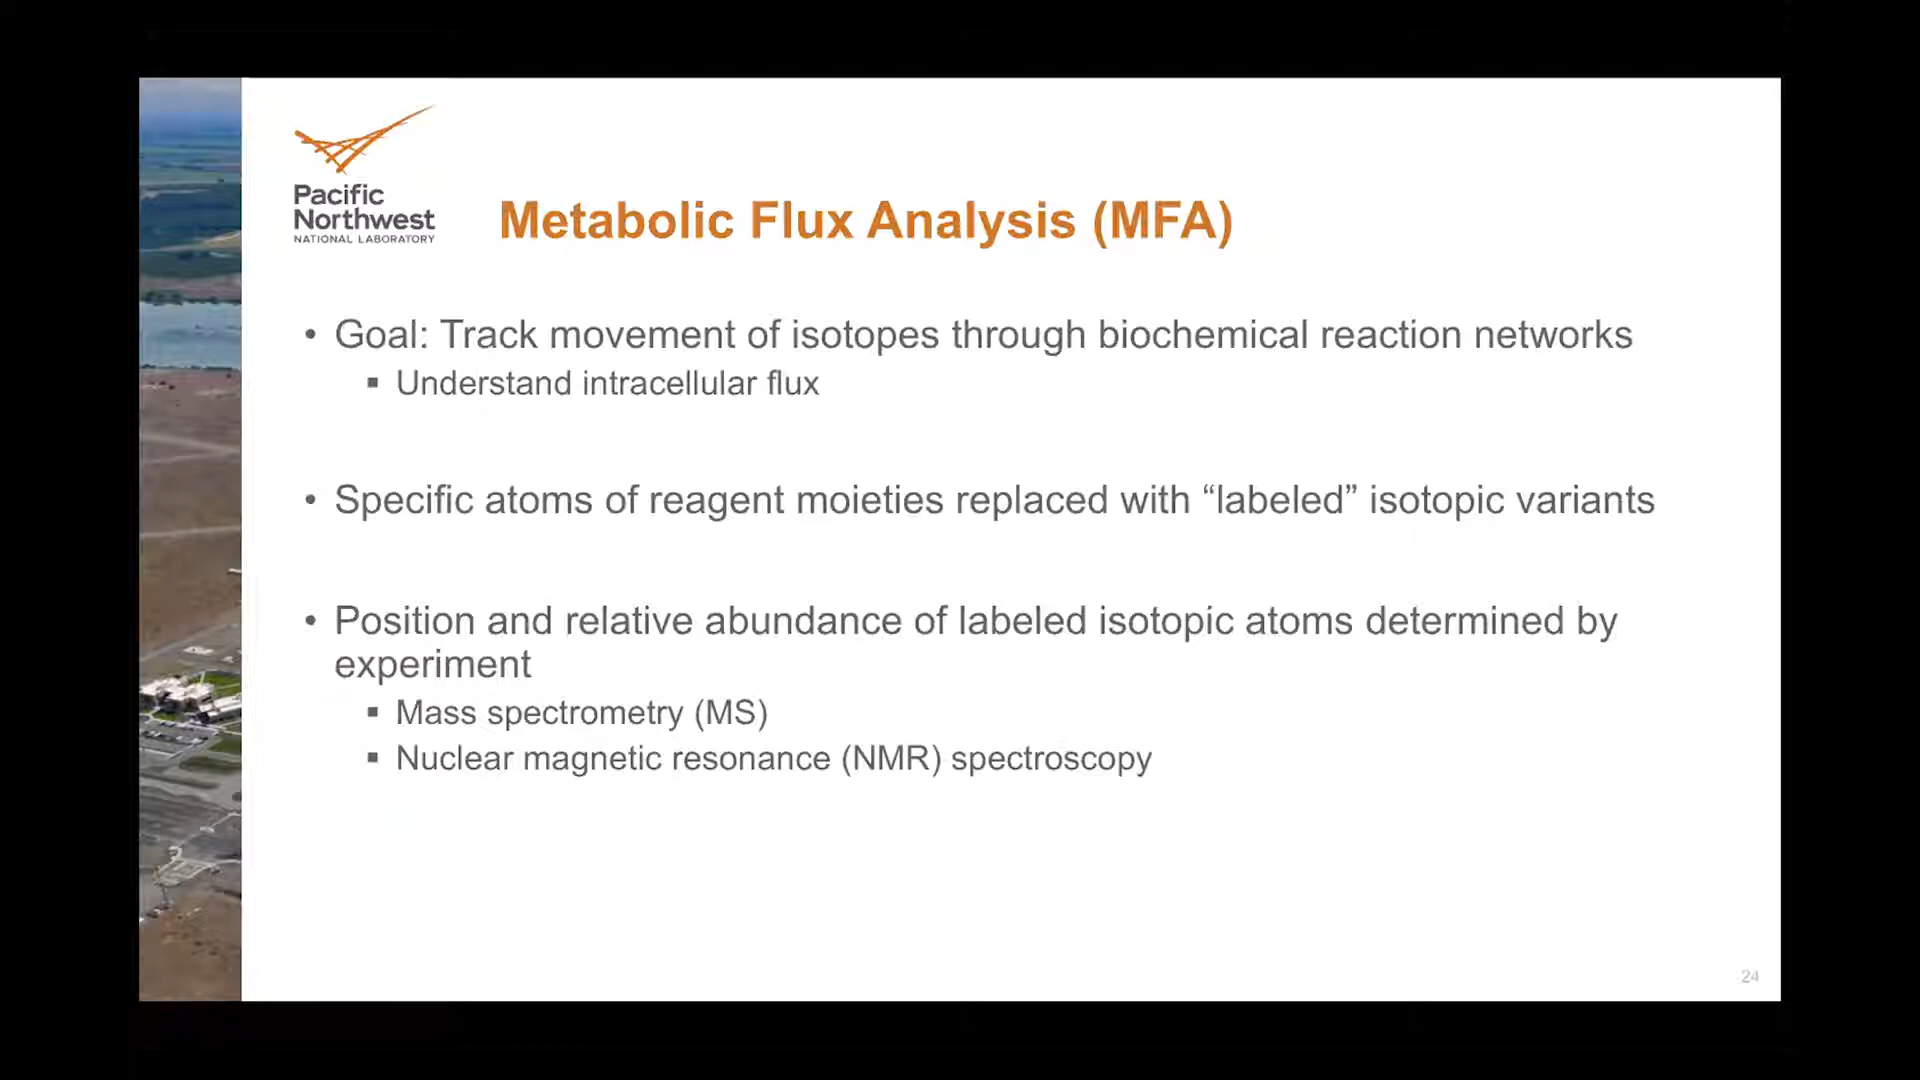 Pacific
Northwest
NATIONAL LABORATORY
Metabolic Flux Analysis (MFA)
• Goal: Track movement of isotopes through biochemical reaction networks
▪ Understand intracellular flux
• Specific atoms of reagent moieties replaced with “labeled” isotopic variants
• Position and relative abundance of labeled isotopic atoms determined by
experiment
▪ Mass spectrometry (MS)
▪ Nuclear magnetic resonance (NMR) spectroscopy
24